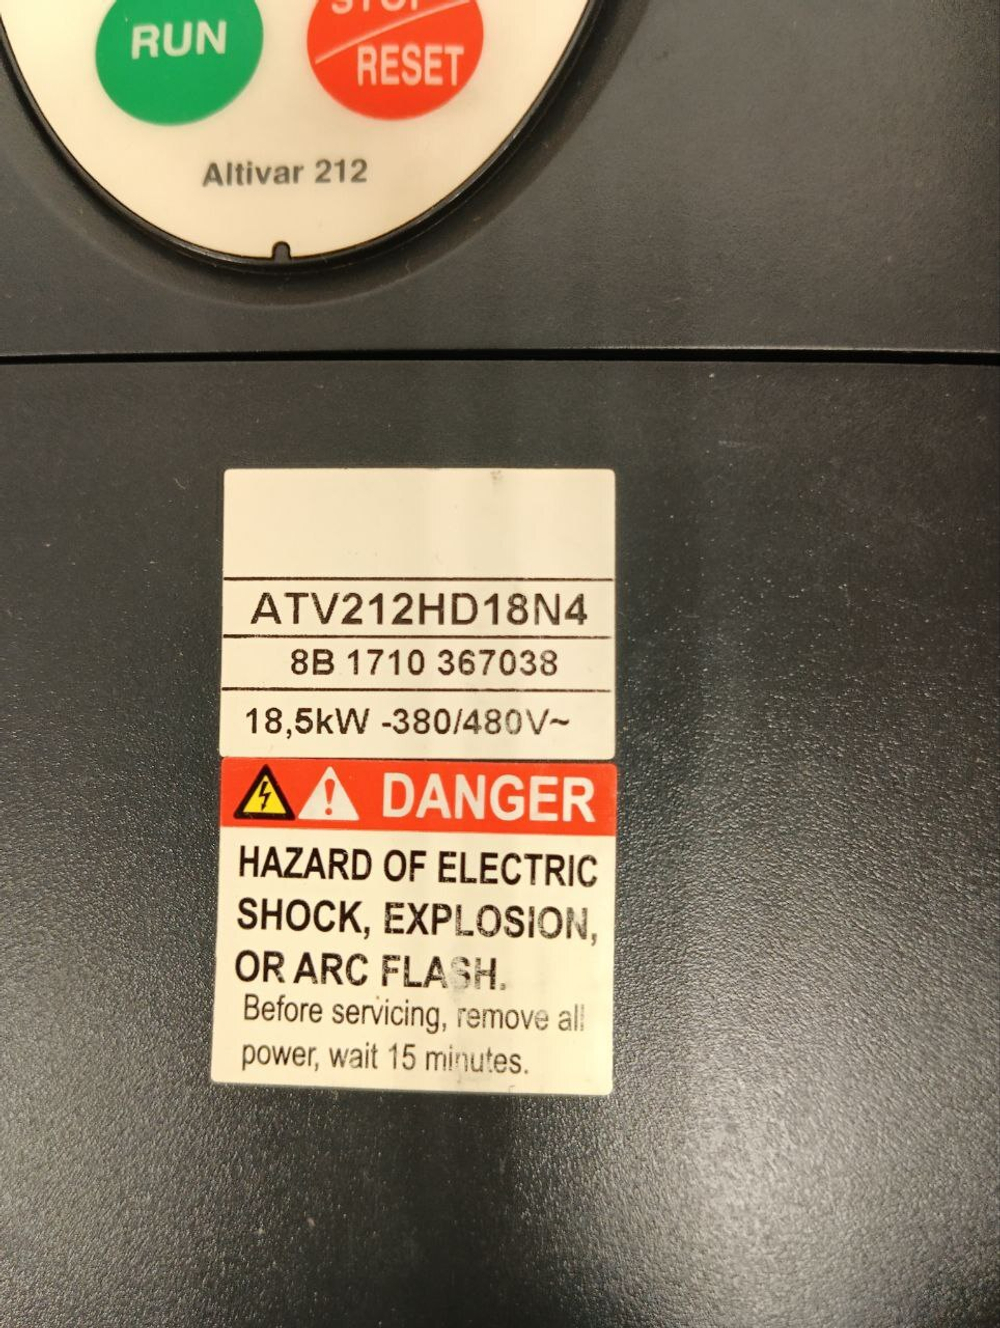 RUN
STOP
RESET
Altivar 212
ATV212HD18N4
8B 1710 367038
18,5kW -380/480V~
DANGER
HAZARD OF ELECTRIC
SHOCK, EXPLOSION,
OR ARC FLASH.
Before servicing, remove all
power, wait 15 minutes.